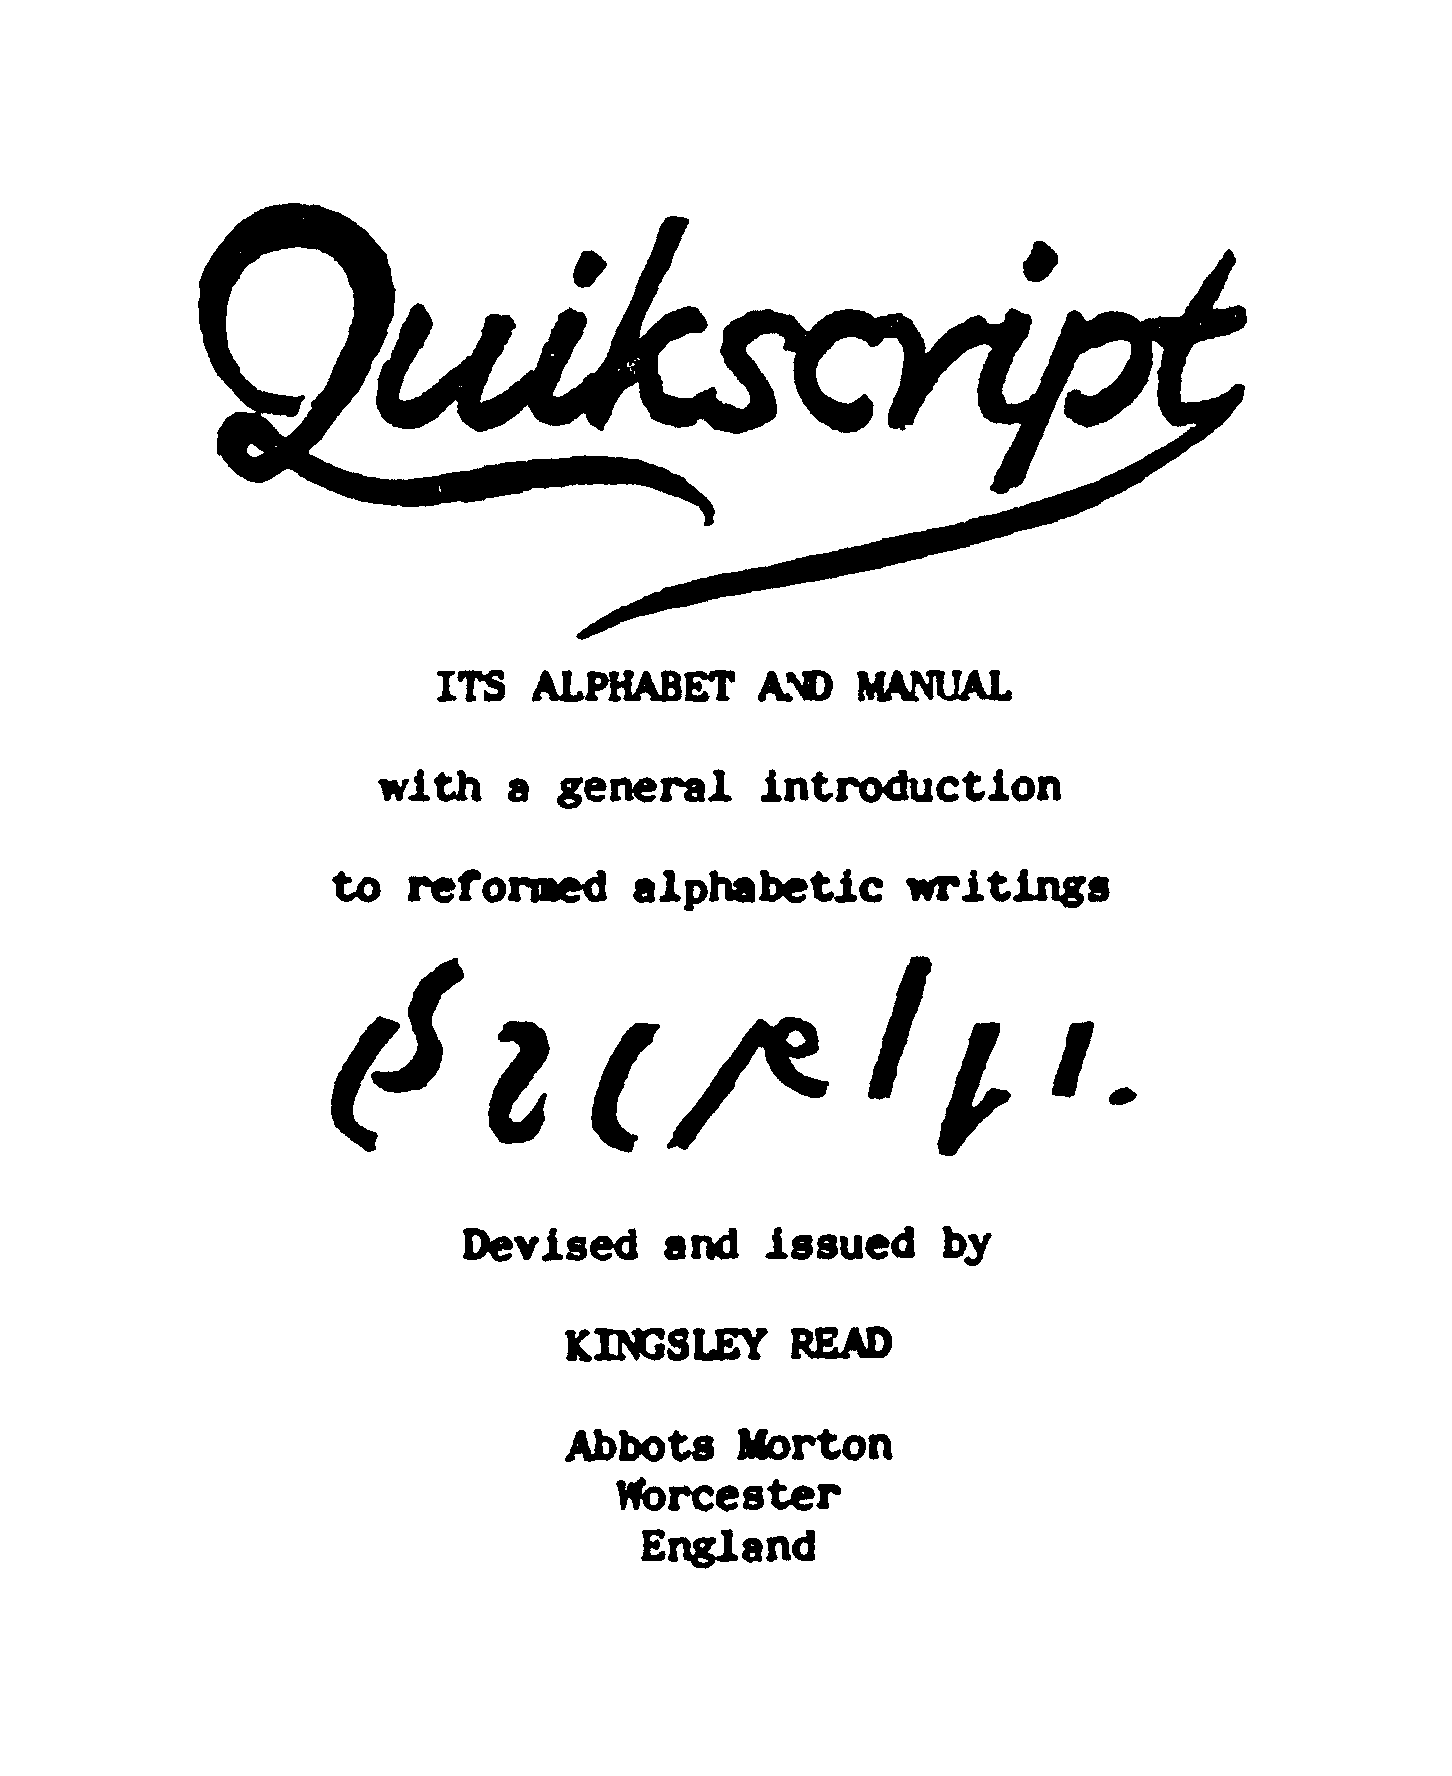 Quikscript
ITS ALPHABET AND MANUAL
with a general introduction
to reformed alphabetic writings
Devised and issued by
KINGSLEY READ
Abbots Morton
Worcester
England